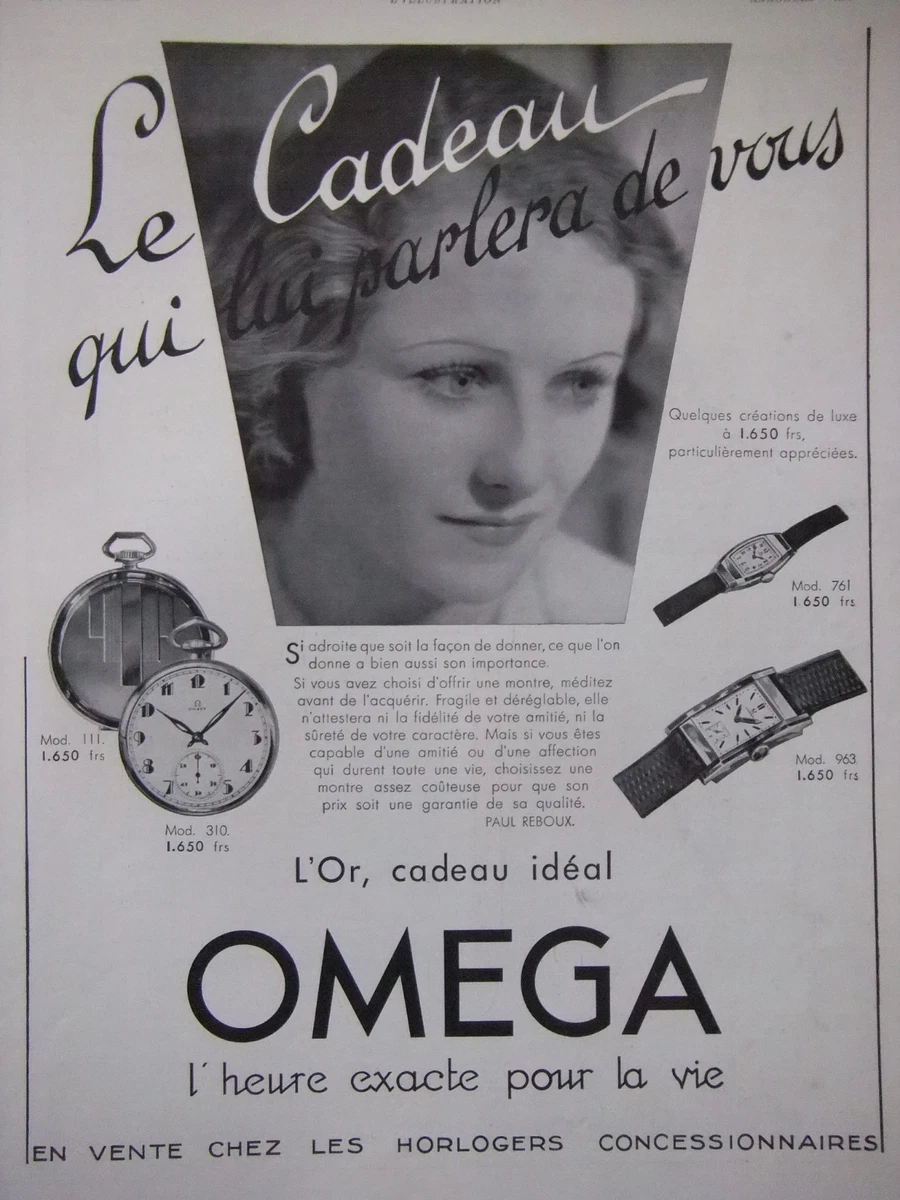 L'ILLUSTRATION
Le Cadeau
qui lui parlera de vous
Quelques créations de luxe
à 1.650 frs,
particulièrement appréciées.
Mod. 761
1.650 frs
Mod. 963
1.650 frs
Mod. 111.
1.650 frs
Mod. 310.
1.650 frs
Si adroite que soit la façon de donner, ce que l'on
donne a bien aussi son importance.
Si vous avez choisi d'offrir une montre, méditez
avant de l'acquérir. Fragile et déréglable, elle
n'attestera ni la fidélité de votre amitié, ni la
sûreté de votre caractère. Mais si vous êtes
capable d'une amitié ou d'une affection
qui durent toute une vie, choisissez une
montre assez coûteuse pour que son
prix soit une garantie de sa qualité.
PAUL REBOUX.
L'Or, cadeau idéal
OMEGA
l'heure exacte pour la vie
EN VENTE CHEZ LES HORLOGERS CONCESSIONNAIRES